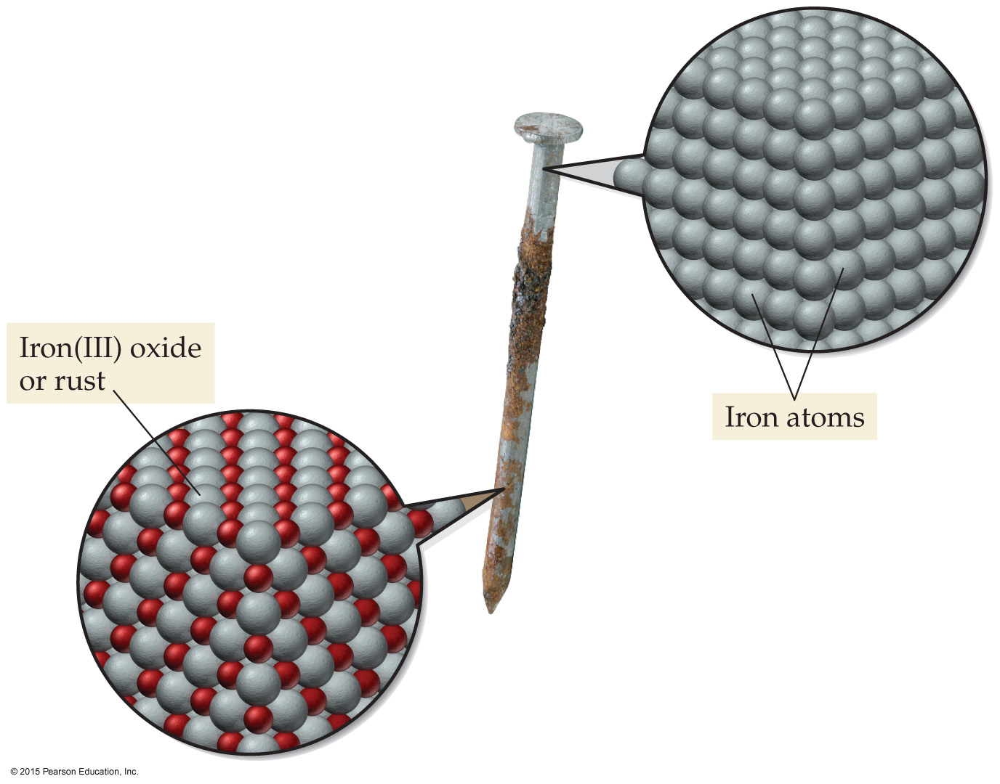 Iron(III) oxide
or rust
Iron atoms
© 2015 Pearson Education, Inc.